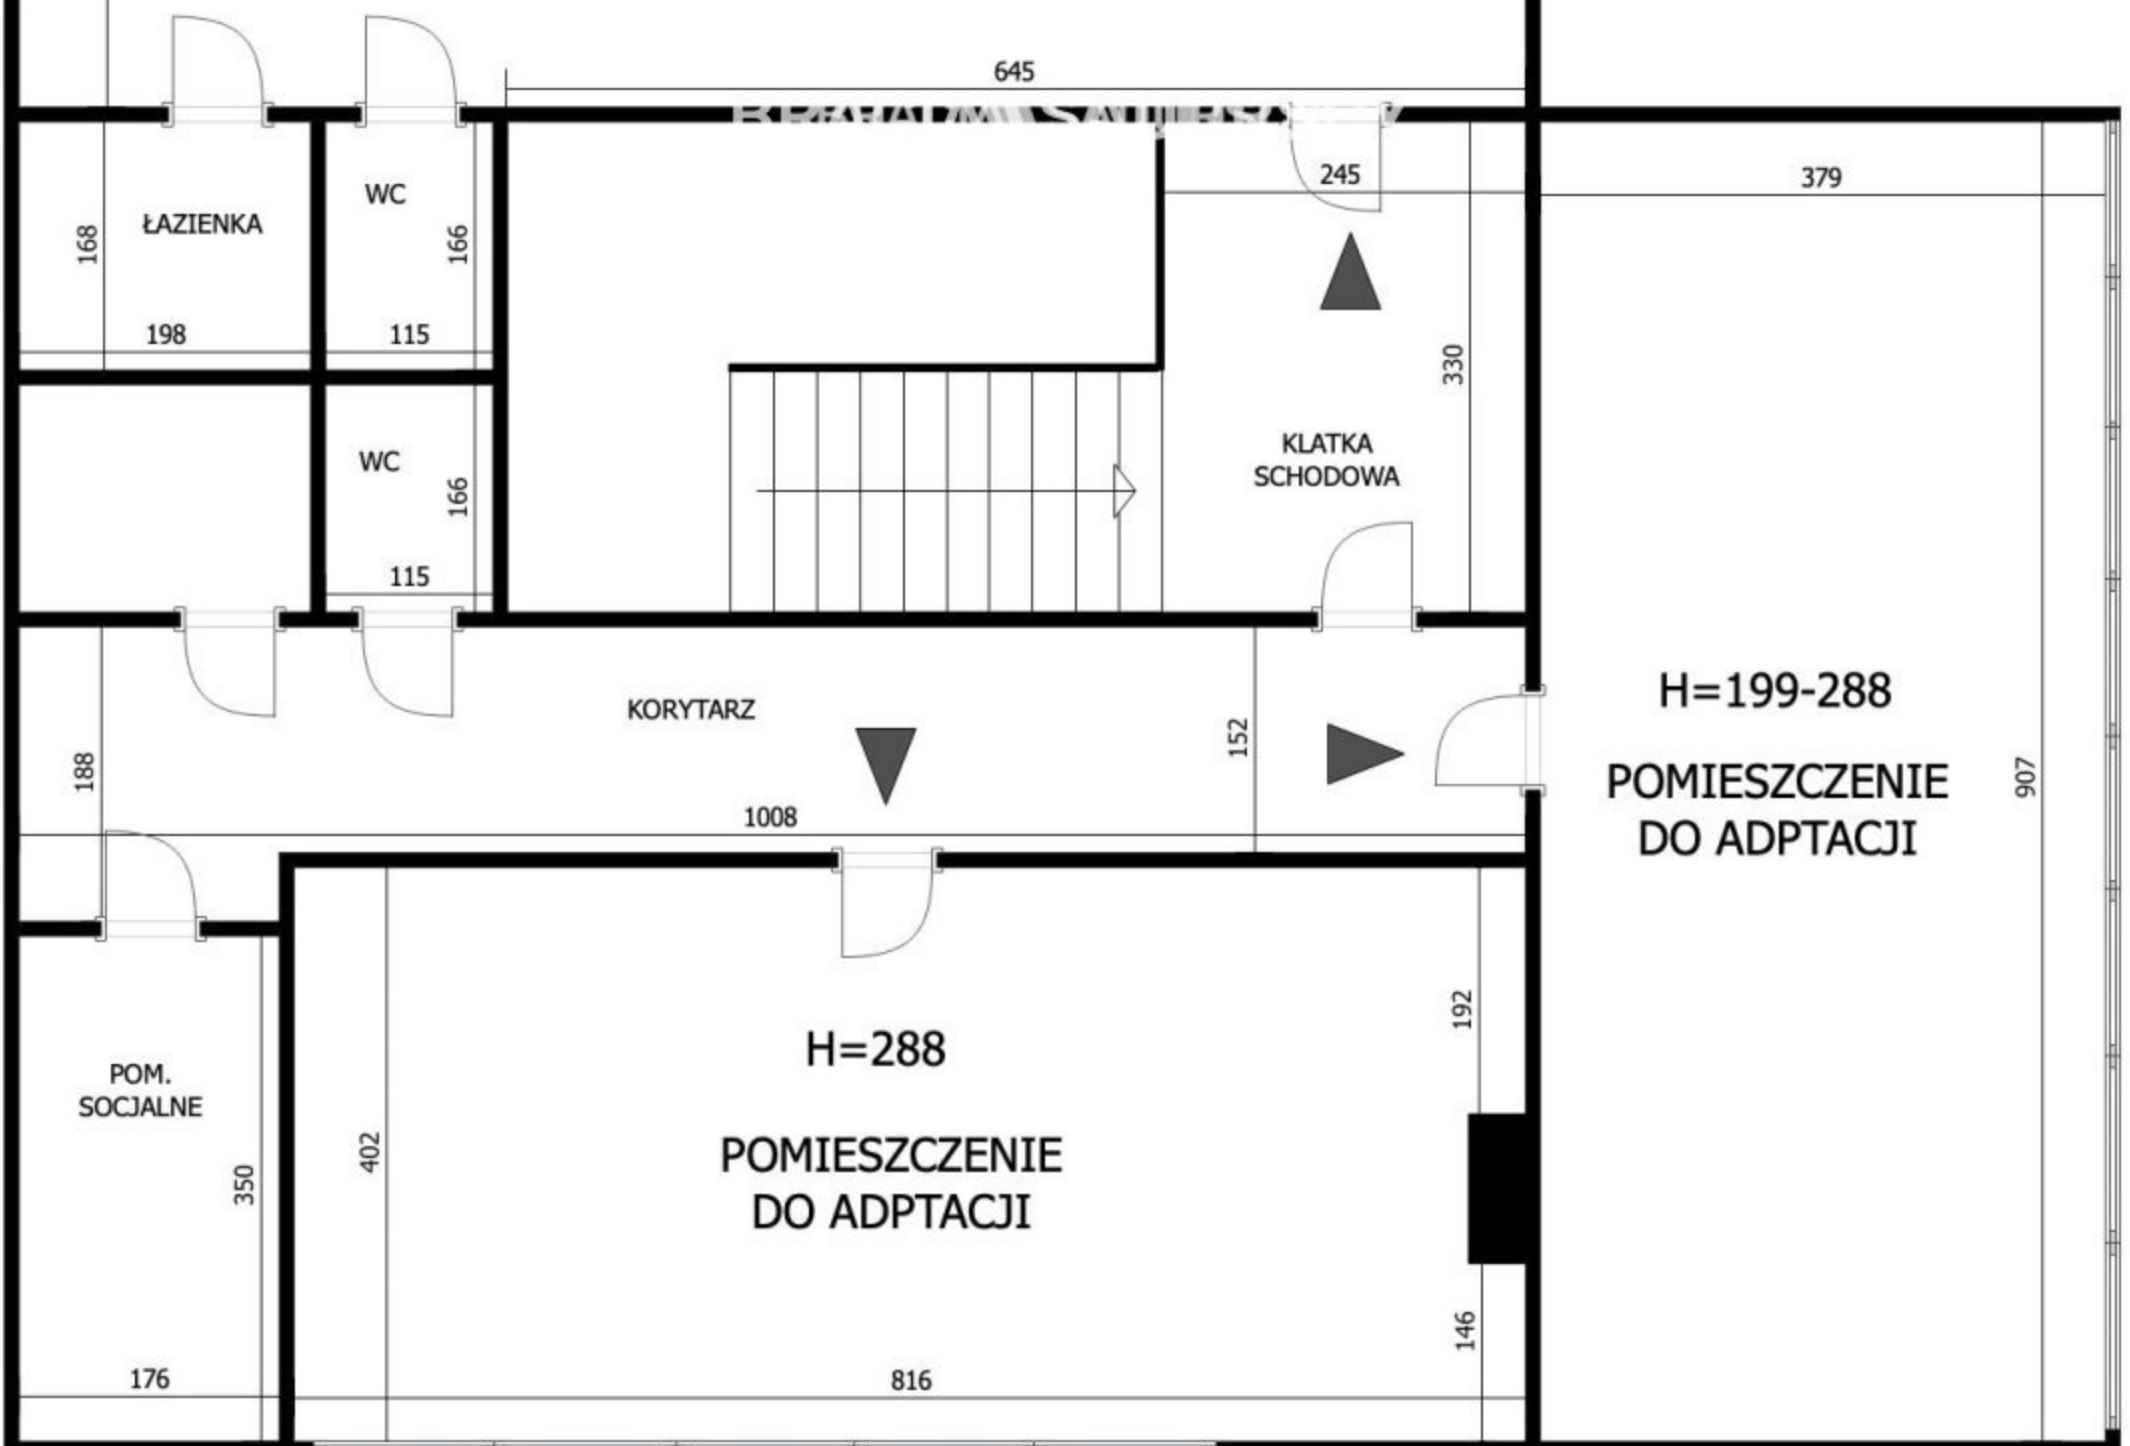 645
245
379
WC
ŁAZIENKA
168
166
198
115
330
KLATKA
SCHODOWA
WC
166
115
H=199-288
POMIESZCZENIE
DO ADPTACJI
907
KORYTARZ
152
188
1008
192
H=288
POM.
SOCJALNE
POMIESZCZENIE
DO ADPTACJI
402
350
146
176
816